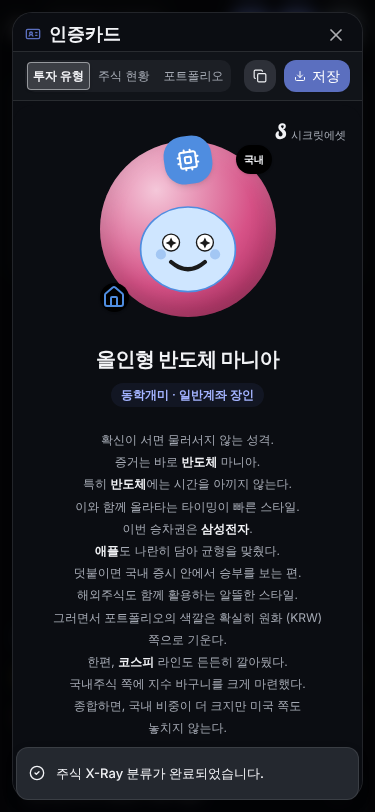 인증카드
투자 유형 주식 현황 포트폴리오 저장
시크릿에셋
국내
올인형 반도체 마니아
동학개미 · 일반계좌 장인
확신이 서면 물러서지 않는 성격.
증거는 바로 반도체 마니아.
특히 반도체에는 시간을 아끼지 않는다.
이와 함께 올라타는 타이밍이 빠른 스타일.
이번 승차권은 삼성전자.
애플도 나란히 담아 균형을 맞췄다.
덧붙이면 국내 증시 안에서 승부를 보는 편.
해외주식도 함께 활용하는 알뜰한 스타일.
그러면서 포트폴리오의 색깔은 확실히 원화 (KRW)
쪽으로 기운다.
한편, 코스피 라인도 든든히 깔아뒀다.
국내주식 쪽에 지수 바구니를 크게 마련했다.
종합하면, 국내 비중이 더 크지만 미국 쪽도
놓치지 않는다.
주식 X-Ray 분류가 완료되었습니다.